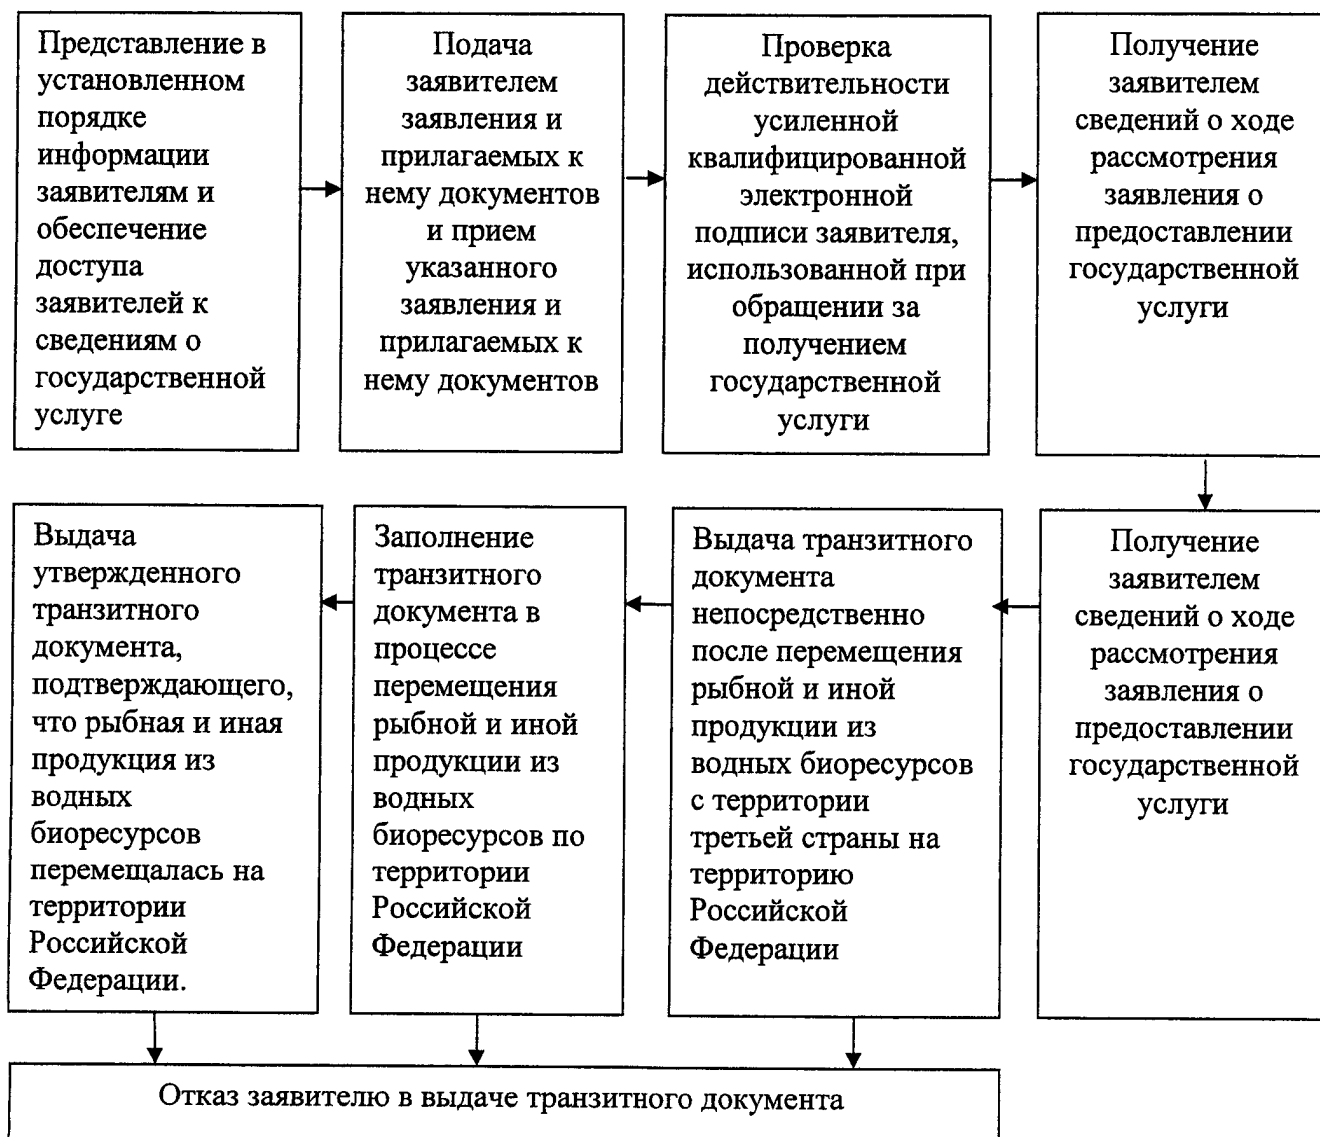 Представление в
установленном
порядке
информации
заявителям и
обеспечение
доступа
заявителей к
сведениям о
государственной
услуге
Подача
заявителем
заявления и
прилагаемых к
нему документов
и прием
указанного
заявления и
прилагаемых к
нему документов
Проверка
действительности
усиленной
квалифицированной
электронной
подписи заявителя,
использованной при
обращении за
получением
государственной
услуги
Получение
заявителем
сведений о ходе
рассмотрения
заявления о
предоставлении
государственной
услуги
Получение
заявителем
сведений о ходе
рассмотрения
заявления о
предоставлении
государственной
услуги
Выдача транзитного
документа
непосредственно
после перемещения
рыбной и иной
продукции из
водных биоресурсов
с территории
третьей страны на
территорию
Российской
Федерации
Заполнение
транзитного
документа в
процессе
перемещения
рыбной и иной
продукции из
водных
биоресурсов по
территории
Российской
Федерации
Выдача
утвержденного
транзитного
документа,
подтверждающего,
что рыбная и иная
продукция из
водных
биоресурсов
перемещалась на
территории
Российской
Федерации.
Отказ заявителю в выдаче транзитного документа